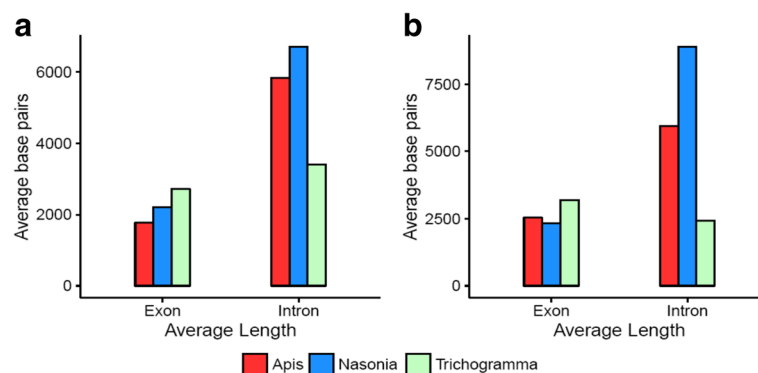 a
Average base pairs
6000
4000
2000
0
Exon
Intron
Average Length
b
Average base pairs
7500
5000
2500
0
Exon
Intron
Average Length
Apis Nasonia Trichogramma